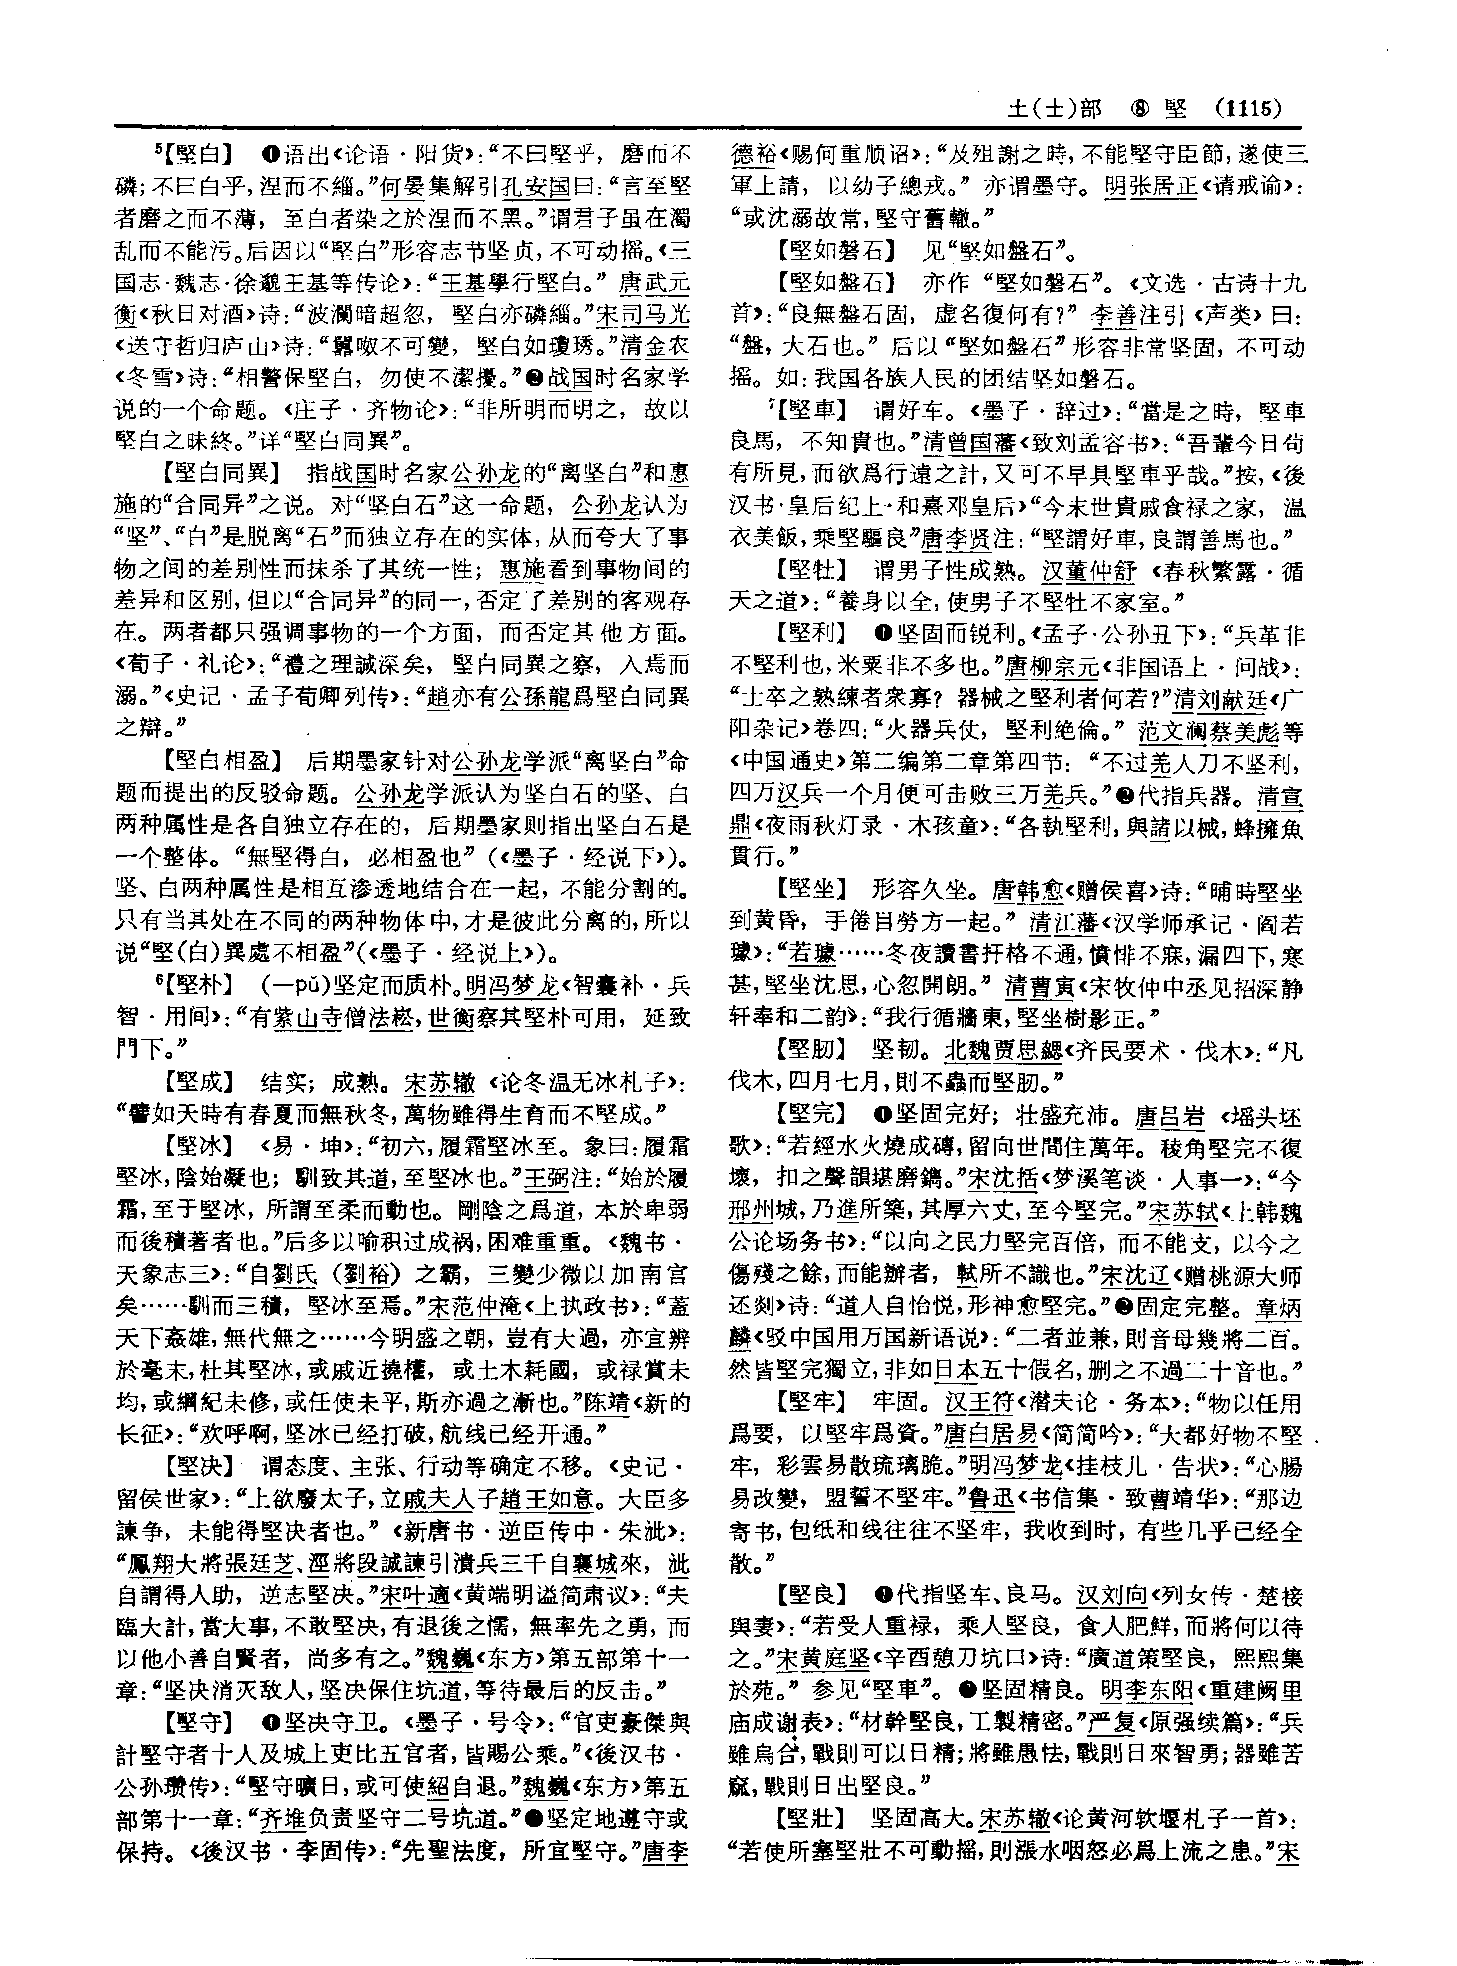 土(士)部 ⑧ 堅 (1115)
⁵【堅白】 ❶语出《论语·阳货》:“不曰堅乎, 磨而不
磷;不曰白乎,涅而不緇。”何晏集解引孔安国曰:“言至堅
者磨之而不薄, 至白者染之於涅而不黑。”谓君子虽在濁
乱而不能污。后因以“堅白”形容志节坚贞,不可动摇。《三
国志·魏志·徐邈王基等传论》:“王基學行堅白。” 唐武元
衡《秋日对酒》诗:“波瀾暗超忽, 堅白亦磷緇。”宋司马光
《送守哲归庐山》诗:“囂呶不可變, 堅白如瓊琇。”清金农
《冬雪》诗:“相警保堅白, 勿使不潔擾。”❷战国时名家学
说的一个命题。《庄子·齐物论》:“非所明而明之, 故以
堅白之昧終。”详“堅白同異”。
【堅白同異】 指战国时名家公孙龙的“离坚白”和惠
施的“合同异”之说。对“坚白石”这一命题, 公孙龙认为
“坚”、“白”是脱离“石”而独立存在的实体,从而夸大了事
物之间的差别性而抹杀了其统一性; 惠施看到事物间的
差异和区别,但以“合同异”的同一,否定了差别的客观存
在。两者都只强调事物的一个方面, 而否定其他方面。
《荀子·礼论》:“禮之理誠深矣, 堅白同異之察, 入焉而
溺。”《史记·孟子荀卿列传》:“趙亦有公孫龍爲堅白同異
之辯。”
【堅白相盈】 后期墨家针对公孙龙学派“离坚白”命
题而提出的反驳命题。公孙龙学派认为坚白石的坚、白
两种属性是各自独立存在的, 后期墨家则指出坚白石是
一个整体。“無堅得白, 必相盈也” (《墨子·经说下》)。
坚、白两种属性是相互渗透地结合在一起, 不能分割的。
只有当其处在不同的两种物体中,才是彼此分离的,所以
说“堅(白)異處不相盈”(《墨子·经说上》)。
⁶【堅朴】 (—pǔ)坚定而质朴。明冯梦龙《智囊补·兵
智·用间》:“有紫山寺僧法崧,世衡察其堅朴可用, 延致
門下。”
【堅成】 结实; 成熟。宋苏辙《论冬温无冰札子》:
“譬如天時有春夏而無秋冬,萬物雖得生育而不堅成。”
【堅冰】 《易·坤》:“初六,履霜堅冰至。象曰:履霜
堅冰,陰始凝也; 馴致其道,至堅冰也。”王弼注:“始於履
霜,至于堅冰, 所謂至柔而動也。剛陰之爲道,本於卑弱
而後積著者也。”后多以喻积过成祸,困难重重。《魏书·
天象志三》:“自劉氏(劉裕)之霸, 三變少微以加南宫
矣……馴而三積, 堅冰至焉。”宋范仲淹《上执政书》:“蓋
天下姦雄,無代無之……今明盛之朝,豈有大過,亦宜辨
於毫末,杜其堅冰,或戚近撓權, 或土木耗國, 或禄賞未
均,或綱紀未修,或任使未平,斯亦過之漸也。”陈靖《新的
长征》:“欢呼啊,坚冰已经打破,航线已经开通。”
【堅决】 谓态度、主张、行动等确定不移。《史记·
留侯世家》:“上欲廢太子,立戚夫人子趙王如意。大臣多
諫争, 未能得堅决者也。” 《新唐书·逆臣传中·朱泚》:
“鳳翔大將張廷芝、涇將段誠諫引潰兵三千自襄城來, 泚
自謂得人助, 逆志堅决。”宋叶適《黄端明谥简肃议》:“夫
臨大計,當大事,不敢堅决,有退後之懦, 無率先之勇, 而
以他小善自賢者, 尚多有之。”魏巍《东方》第五部第十一
章:“坚决消灭敌人,坚决保住坑道,等待最后的反击。”
【堅守】 ❶坚决守卫。《墨子·号令》:“官吏豪傑與
計堅守者十人及城上吏比五官者,皆賜公乘。”《後汉书·
公孙瓒传》:“堅守曠日,或可使紹自退。”魏巍《东方》第五
部第十一章:“齐堆负责坚守二号坑道。”❷坚定地遵守或
保持。《後汉书·李固传》:“先聖法度, 所宜堅守。”唐李
德裕《赐何重顺诏》:“及殂謝之時,不能堅守臣節,遂使三
軍上請, 以幼子總戎。” 亦谓墨守。明张居正《请戒谕》:
“或沈溺故常,堅守舊轍。”
【堅如磐石】 见“堅如盤石”。
【堅如盤石】 亦作“堅如磐石”。《文选·古诗十九
首》:“良無盤石固, 虚名復何有?” 李善注引《声类》曰:
“盤,大石也。” 后以“堅如盤石”形容非常坚固, 不可动
摇。如:我国各族人民的团结坚如磐石。
⁷【堅車】 谓好车。《墨子·辞过》:“當是之時, 堅車
良馬, 不知貴也。”清曾国藩《致刘孟容书》:“吾輩今日苟
有所見,而欲爲行遠之計,又可不早具堅車乎哉。”按,《後
汉书·皇后纪上·和熹邓皇后》“今末世貴戚食禄之家, 温
衣美飯,乘堅驅良”唐李贤注:“堅謂好車,良謂善馬也。”
【堅牡】 谓男子性成熟。汉董仲舒《春秋繁露·循
天之道》:“養身以全,使男子不堅牡不家室。”
【堅利】 ❶坚固而锐利。《孟子·公孙丑下》:“兵革非
不堅利也,米粟非不多也。”唐柳宗元《非国语上·问战》:
“士卒之熟練者衆寡? 器械之堅利者何若?”清刘献廷《广
阳杂记》卷四:“火器兵仗, 堅利絶倫。” 范文澜蔡美彪等
《中国通史》第二编第二章第四节: “不过羌人刀不坚利,
四万汉兵一个月便可击败三万羌兵。”❷代指兵器。清宣
鼎《夜雨秋灯录·木孩童》:“各執堅利,與諸以械,蜂擁魚
貫行。”
【堅坐】 形容久坐。唐韩愈《赠侯喜》诗:“晡時堅坐
到黄昏, 手倦目勞方一起。” 清江藩《汉学师承记·阎若
璩》:“若璩……冬夜讀書扞格不通,憤悱不寐,漏四下,寒
甚,堅坐沈思,心忽開朗。” 清曹寅《宋牧仲中丞见招深静
轩奉和二韵》:“我行循牆東,堅坐樹影正。”
【堅肕】 坚韧。北魏贾思勰《齐民要术·伐木》:“凡
伐木,四月七月,則不蟲而堅肕。”
【堅完】 ❶坚固完好; 壮盛充沛。唐吕岩《瑶头坯
歌》:“若經水火燒成磚,留向世間住萬年。稜角堅完不復
壞, 扣之聲韻堪磨鐫。”宋沈括《梦溪笔谈·人事一》:“今
邢州城,乃進所築,其厚六丈,至今堅完。”宋苏轼《上韩魏
公论场务书》:“以向之民力堅完百倍, 而不能支, 以今之
傷殘之餘,而能辦者, 軾所不識也。”宋沈辽《赠桃源大师
还剡》诗:“道人自怡悦,形神愈堅完。”❷固定完整。章炳
麟《驳中国用万国新语说》:“二者並兼,則音母幾將二百。
然皆堅完獨立,非如日本五十假名,删之不過二十音也。”
【堅牢】 牢固。汉王符《潜夫论·务本》:“物以任用
爲要, 以堅牢爲資。”唐白居易《简简吟》:“大都好物不堅
牢, 彩雲易散琉璃脆。”明冯梦龙《挂枝儿·告状》:“心腸
易改變, 盟誓不堅牢。”鲁迅《书信集·致曹靖华》:“那边
寄书,包纸和线往往不坚牢, 我收到时, 有些几乎已经全
散。”
【堅良】 ❶代指坚车、良马。汉刘向《列女传·楚接
舆妻》:“若受人重禄, 乘人堅良, 食人肥鮮,而將何以待
之。”宋黄庭坚《辛酉憩刀坑口》诗:“廣道策堅良, 熙熙集
於苑。” 参见“堅車”。❷坚固精良。明李东阳《重建阙里
庙成谢表》:“材幹堅良,工製精密。”严复《原强续篇》:“兵
雖烏合,戰則可以日精;將雖愚怯,戰則日來智勇;器雖苦
窳,戰則日出堅良。”
【堅壯】 坚固高大。宋苏辙《论黄河软堰札子一首》:
“若使所塞堅壯不可動摇,則漲水咽怒必爲上流之患。”宋